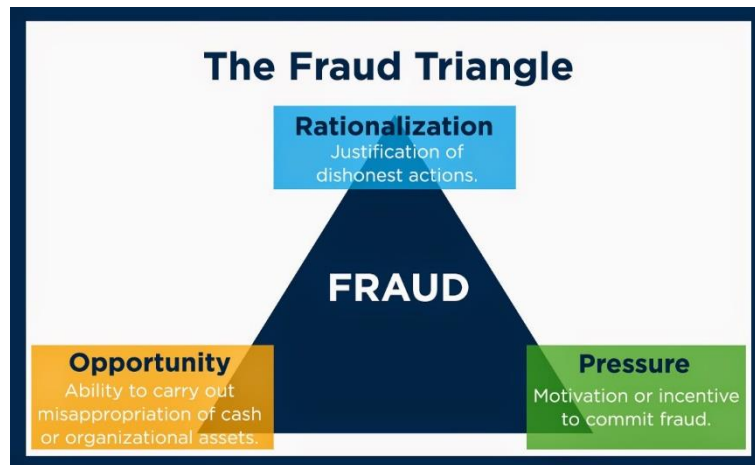 The Fraud Triangle
Rationalization
Justification of
dishonest actions.
FRAUD
Opportunity
Ability to carry out
misappropriation of cash
or organizational assets.
Pressure
Motivation or incentive
to commit fraud.